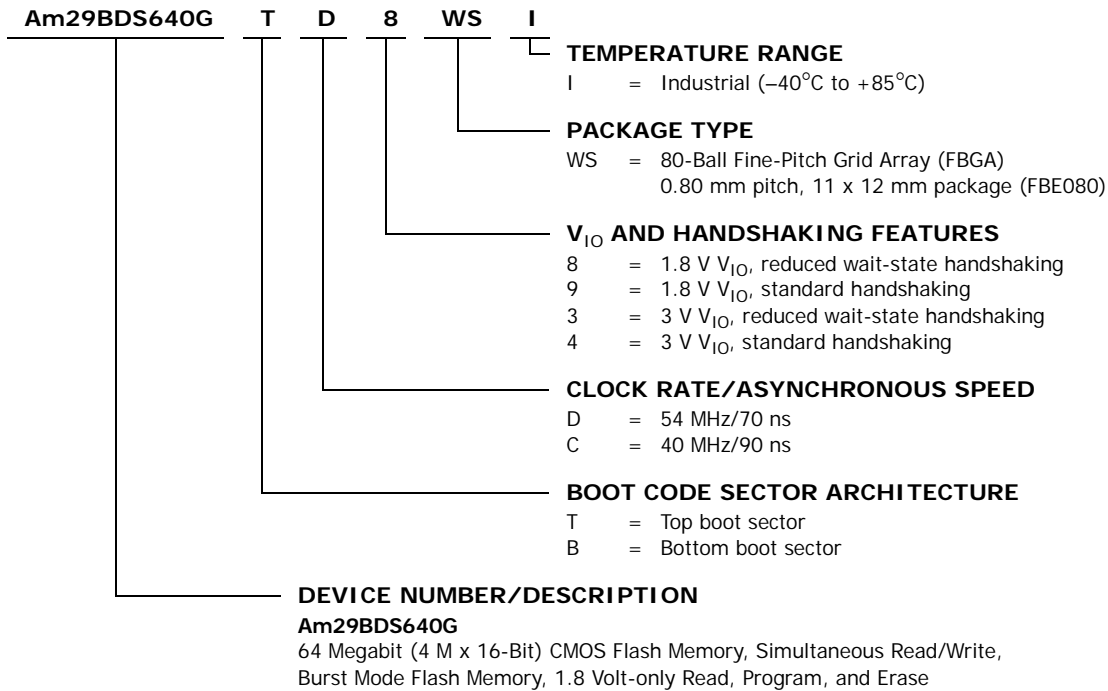 Am29BDS640G T D 8 WS I
TEMPERATURE RANGE
I = Industrial (–40°C to +85°C)
PACKAGE TYPE
WS = 80-Ball Fine-Pitch Grid Array (FBGA)
0.80 mm pitch, 11 x 12 mm package (FBE080)
VIO AND HANDSHAKING FEATURES
8 = 1.8 V VIO, reduced wait-state handshaking
9 = 1.8 V VIO, standard handshaking
3 = 3 V VIO, reduced wait-state handshaking
4 = 3 V VIO, standard handshaking
CLOCK RATE/ASYNCHRONOUS SPEED
D = 54 MHz/70 ns
C = 40 MHz/90 ns
BOOT CODE SECTOR ARCHITECTURE
T = Top boot sector
B = Bottom boot sector
DEVICE NUMBER/DESCRIPTION
Am29BDS640G
64 Megabit (4 M x 16-Bit) CMOS Flash Memory, Simultaneous Read/Write,
Burst Mode Flash Memory, 1.8 Volt-only Read, Program, and Erase